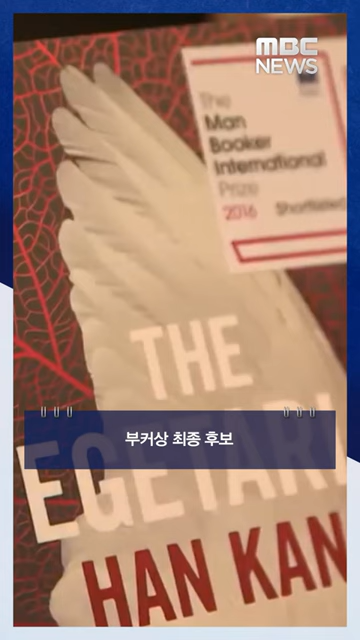 MBC
NEWS
The
Man
Booker
International
Prize
2016 Shortlisted
THE
EGETARI
HAN KAN
부커상 최종 후보